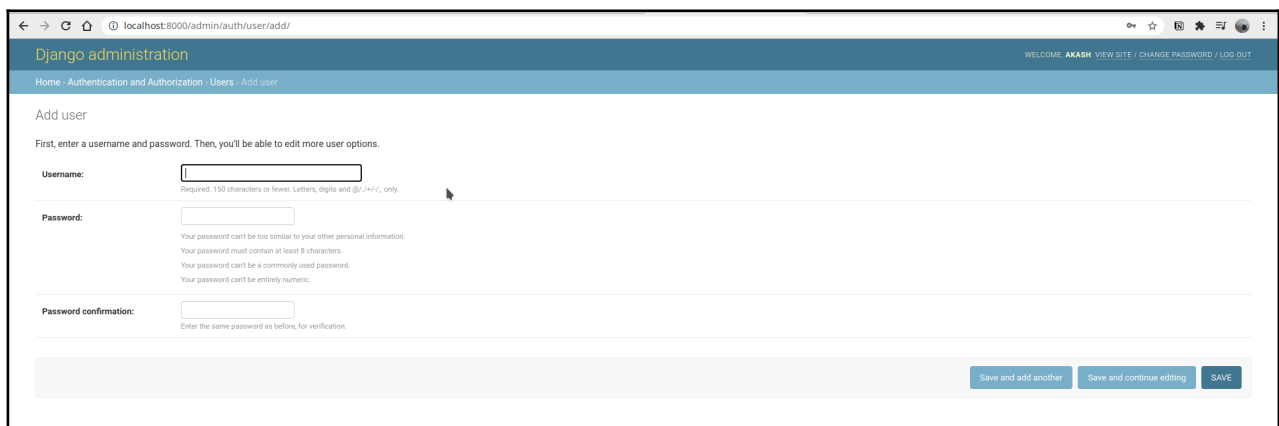 localhost:8000/admin/auth/user/add/
Django administration
WELCOME, AKASH. VIEW SITE / CHANGE PASSWORD / LOG OUT
Home › Authentication and Authorization › Users › Add user
Add user
First, enter a username and password. Then, you'll be able to edit more user options.
Username:
Required. 150 characters or fewer. Letters, digits and @/./+/-/_ only.
Password:
Your password can't be too similar to your other personal information.
Your password must contain at least 8 characters.
Your password can't be a commonly used password.
Your password can't be entirely numeric.
Password confirmation:
Enter the same password as before, for verification.
Save and add another Save and continue editing SAVE